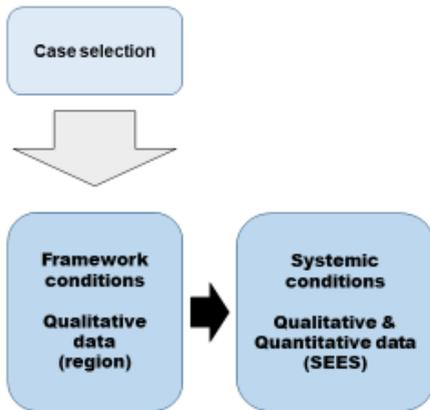 Case selection
Framework
conditions
Qualitative
data
(region)
Systemic
conditions
Qualitative &
Quantitative data
(SEES)